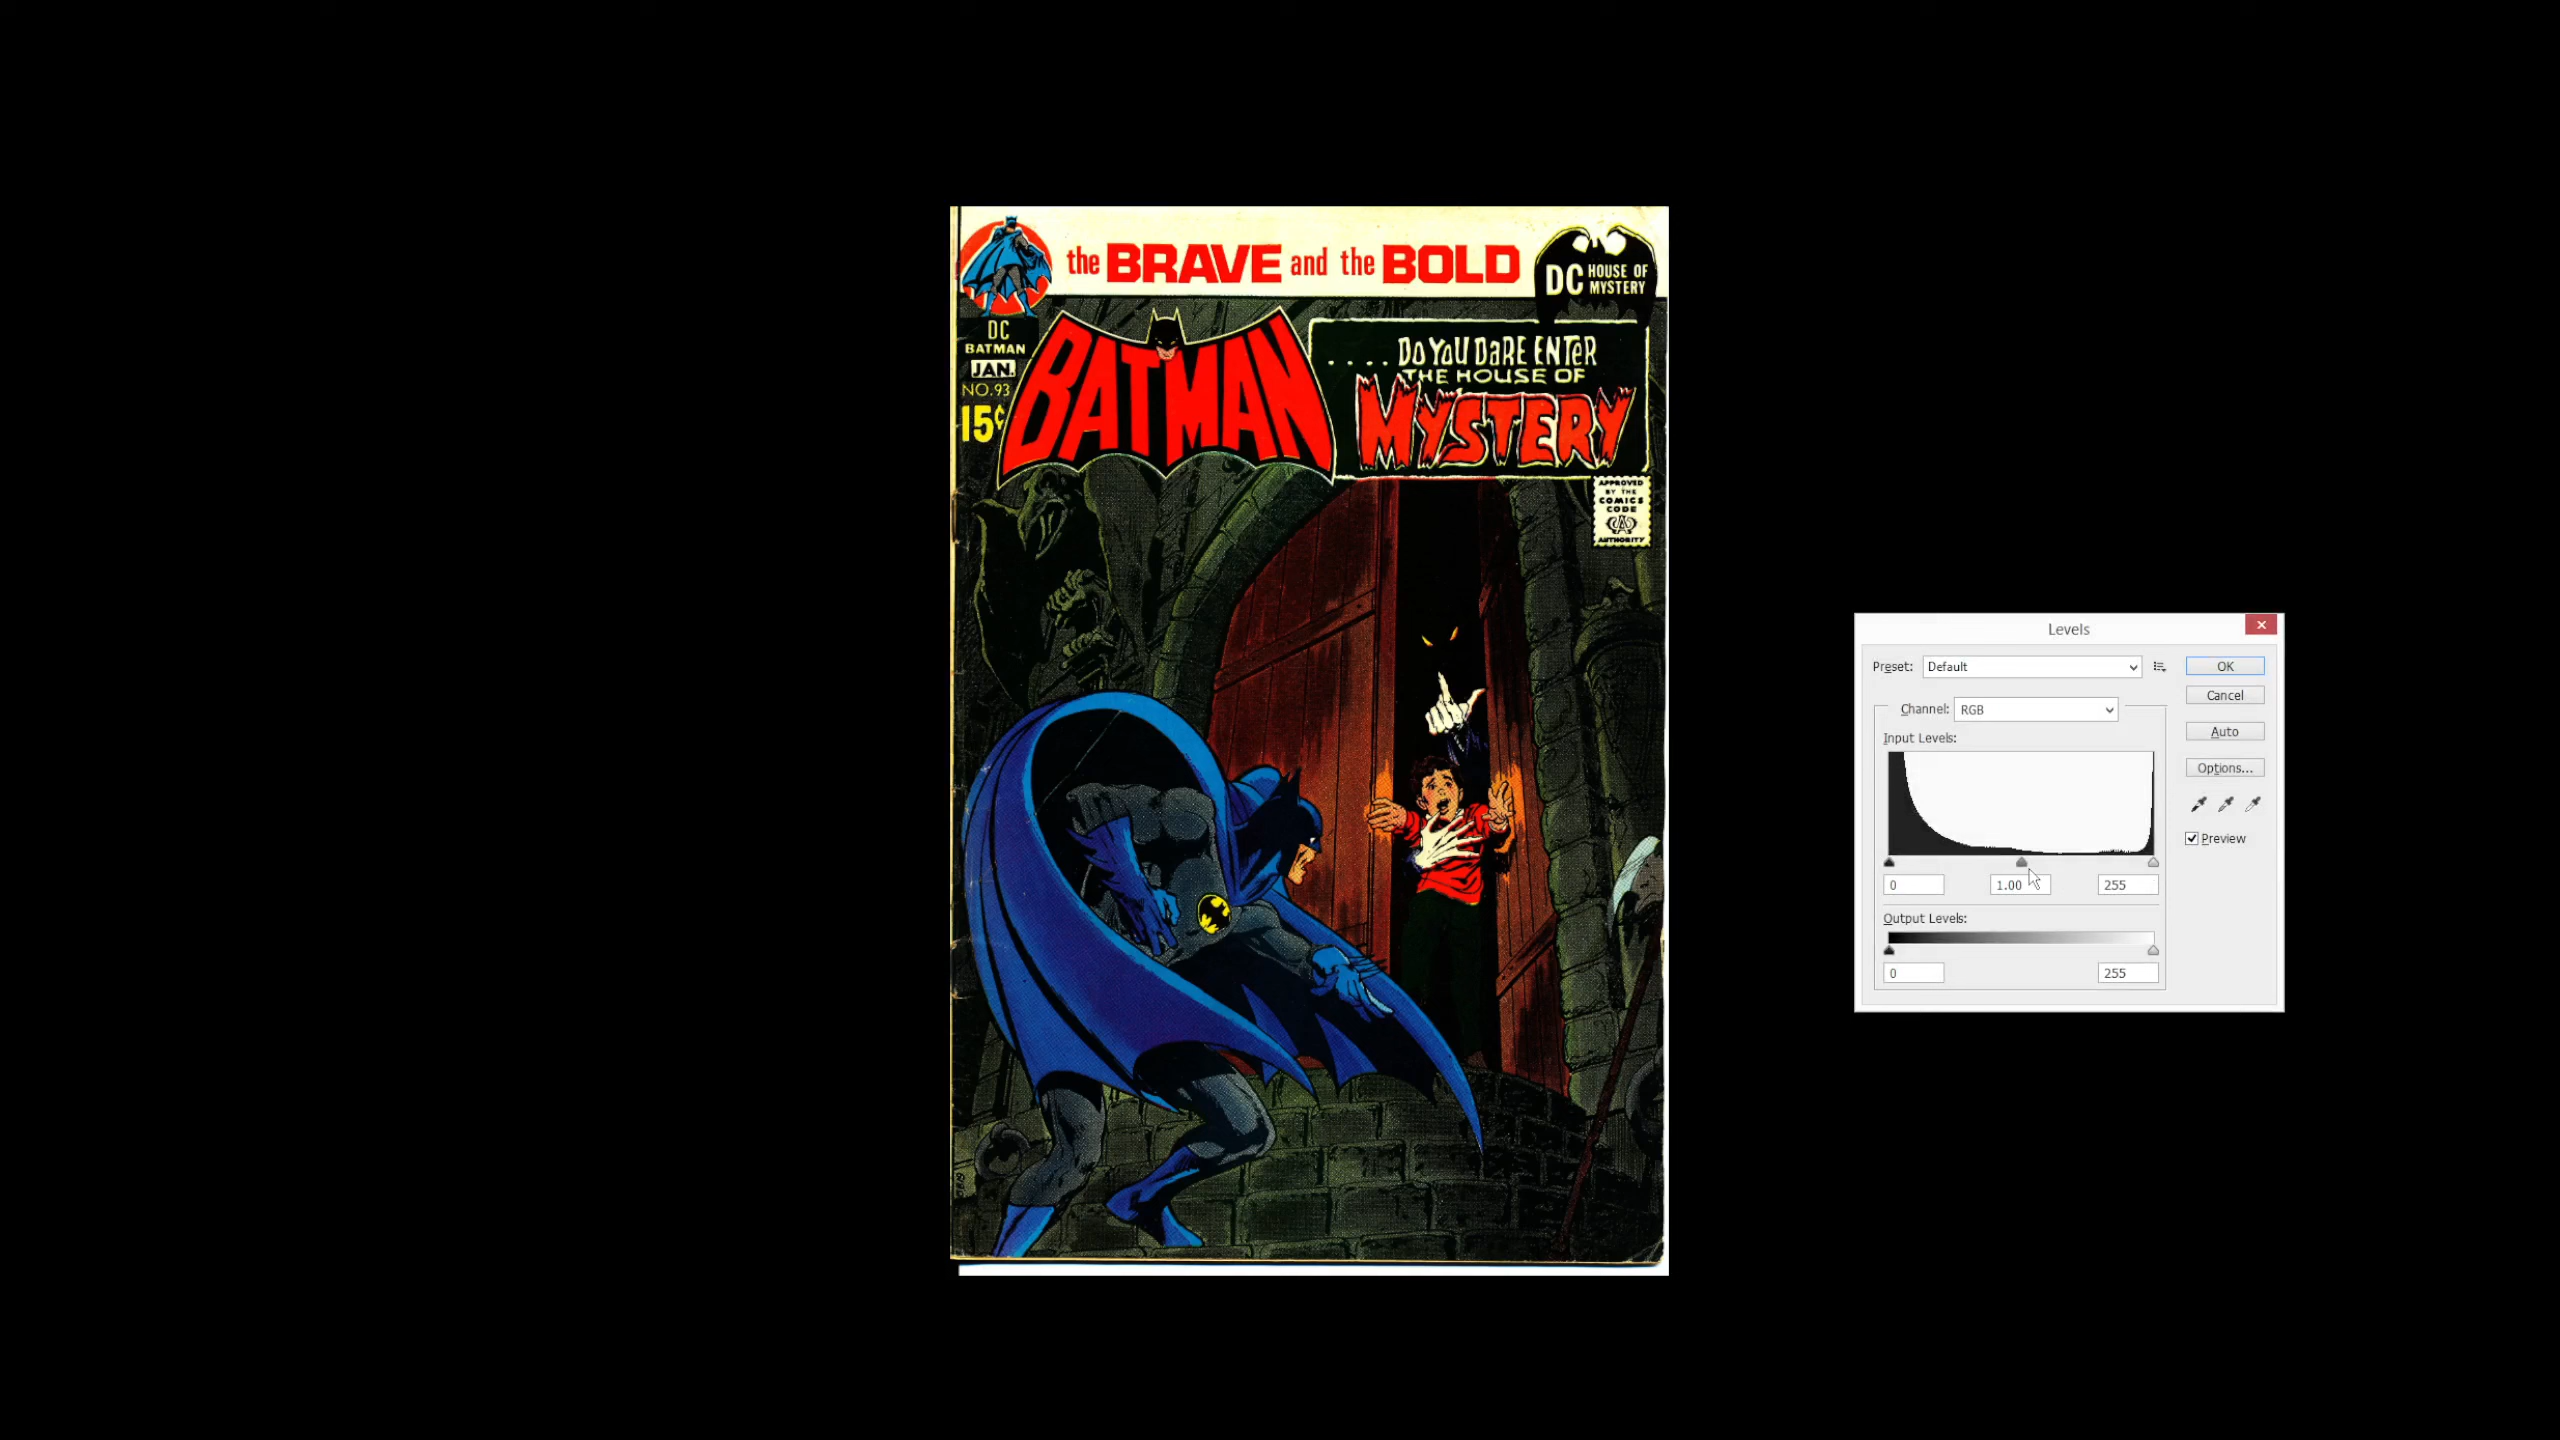 the BRAVE and the BOLD
DC HOUSE OF
MYSTERY
DC
BATMAN
JAN.
NO.93
15¢
BATMAN
....DO YOU DARE ENTER
THE HOUSE OF
MYSTERY
APPROVED
BY THE
COMICS
CODE
CA
AUTHORITY
Levels
Preset: Default
OK
Cancel
Channel: RGB
Auto
Input Levels:
Options...
Preview
0 1.00 255
Output Levels:
0 255